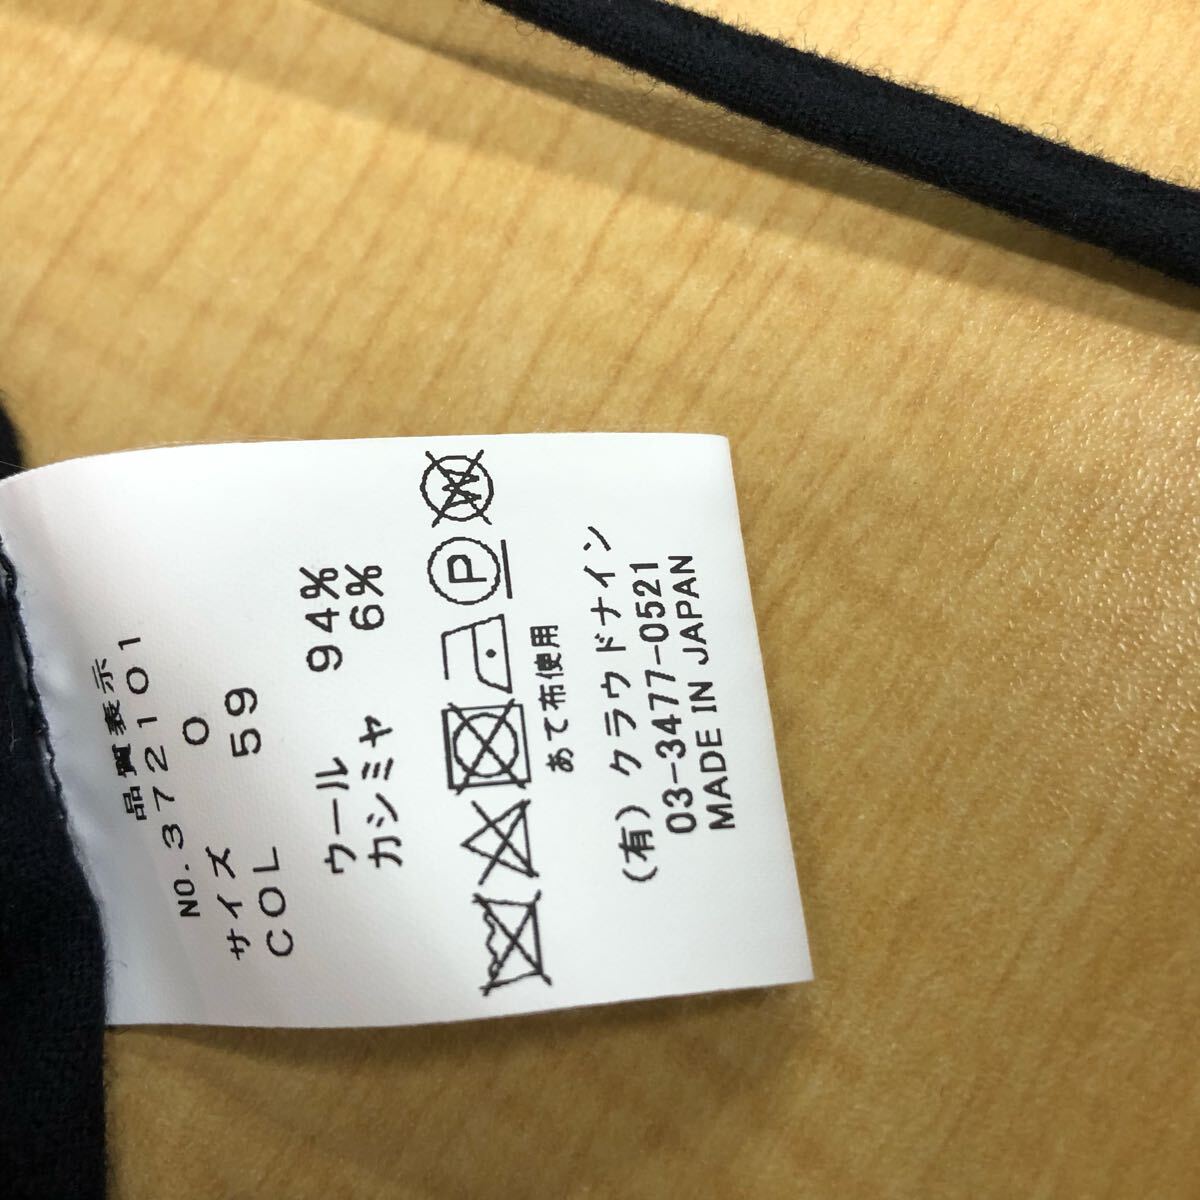 品質表示
NO.372101
サイズ 0
COL 59
ウール 94%
カシミヤ 6%
P W
あて布使用
(有)クラウドナイン
03-3477-0521
MADE IN JAPAN